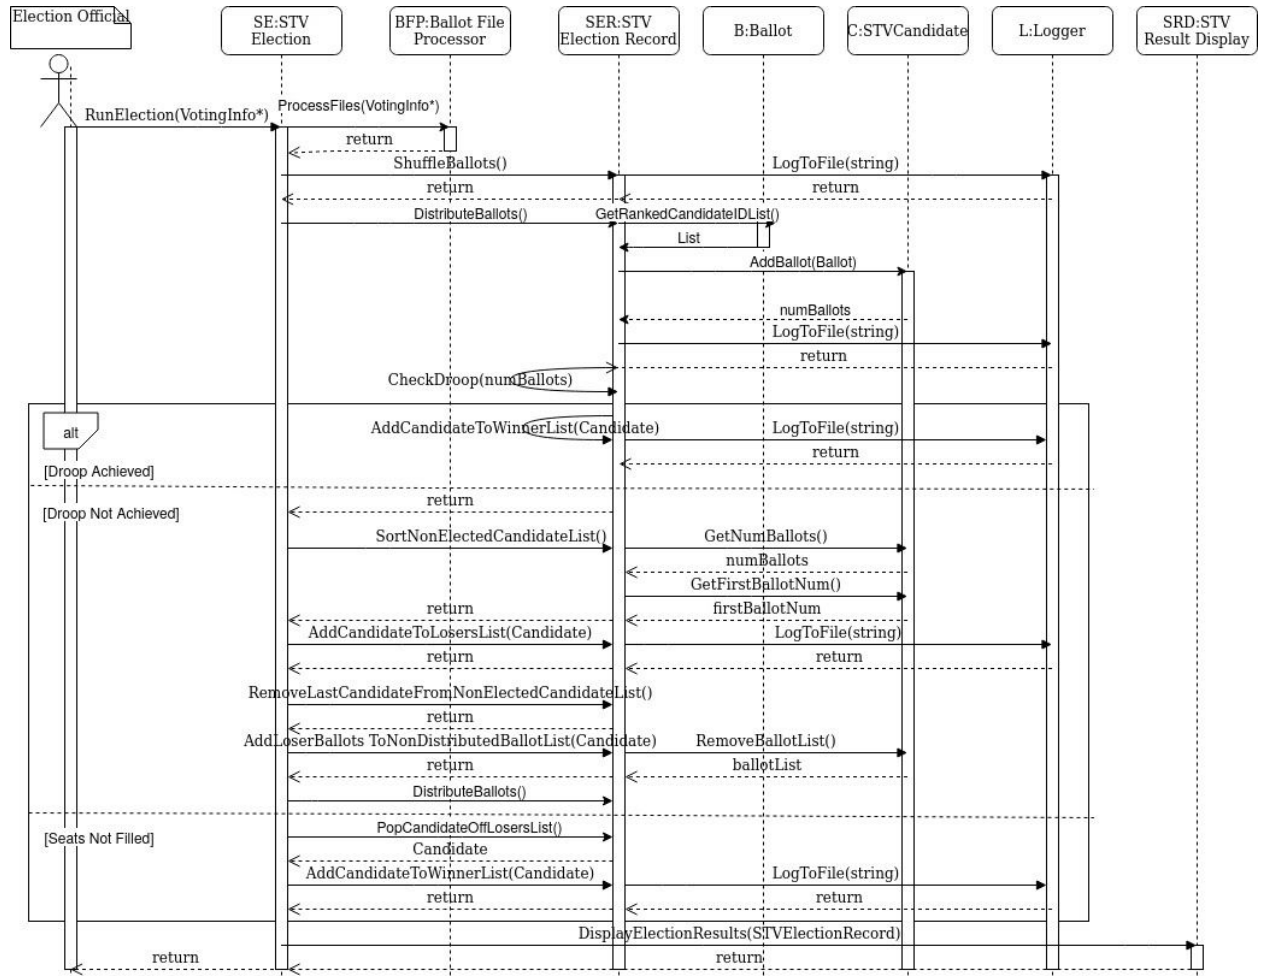 Election Official
SE:STV
Election
BFP:Ballot File
Processor
SER:STV
Election Record
B:Ballot
C:STVCandidate
L:Logger
SRD:STV
Result Display
RunElection(VotingInfo*)
ProcessFiles(VotingInfo*)
return
ShuffleBallots()
LogToFile(string)
return
return
DistributeBallots()
GetRankedCandidateIDList()
List
AddBallot(Ballot)
numBallots
LogToFile(string)
return
CheckDroop(numBallots)
alt
AddCandidateToWinnerList(Candidate)
LogToFile(string)
return
[Droop Achieved]
return
[Droop Not Achieved]
SortNonElectedCandidateList()
GetNumBallots()
numBallots
GetFirstBallotNum()
return
firstBallotNum
AddCandidateToLosersList(Candidate)
LogToFile(string)
return
return
RemoveLastCandidateFromNonElectedCandidateList()
return
AddLoserBallots ToNonDistributedBallotList(Candidate)
RemoveBallotList()
return
ballotList
DistributeBallots()
[Seats Not Filled]
PopCandidateOffLosersList()
Candidate
AddCandidateToWinnerList(Candidate)
LogToFile(string)
return
return
DisplayElectionResults(STVElectionRecord)
return
return